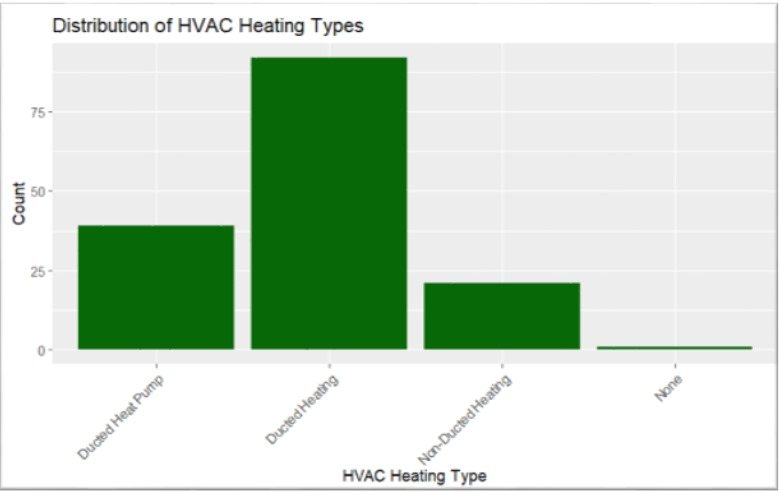 Distribution of HVAC Heating Types
75
50
25
0
Count
Ducted Heat Pump
Ducted Heating
Non-Ducted Heating
None
HVAC Heating Type